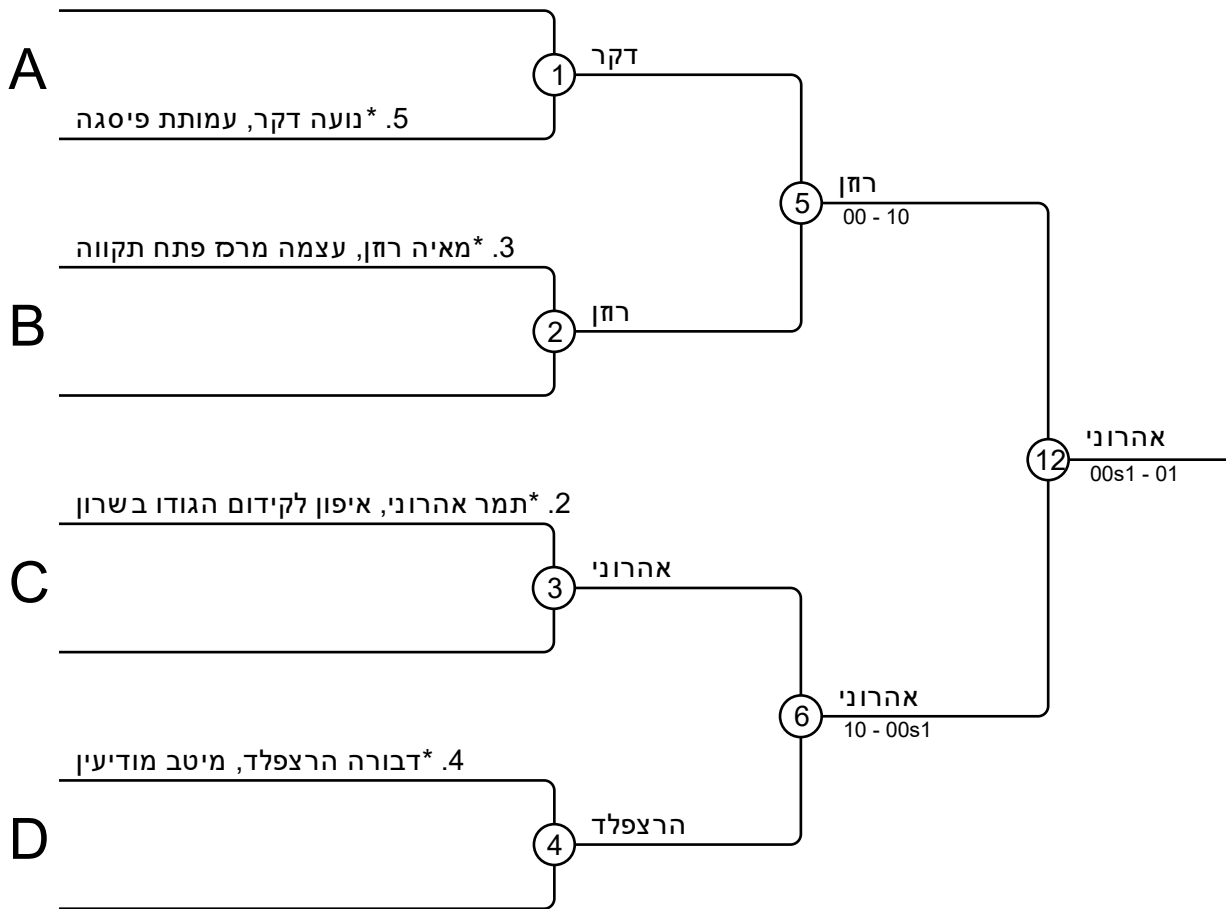 A
1
דקר
5. *נועה דקר, עמותת פיסגה
5
רוזן
00 - 10
3. *מאיה רוזן, עצמה מרכז פתח תקווה
B
2
רוזן
12
אהרוני
00s1 - 01
2. *תמר אהרוני, איפון לקידום הגודו בשרון
C
3
אהרוני
6
אהרוני
10 - 00s1
4. *דבורה הרצפלד, מיטב מודיעין
D
4
הרצפלד